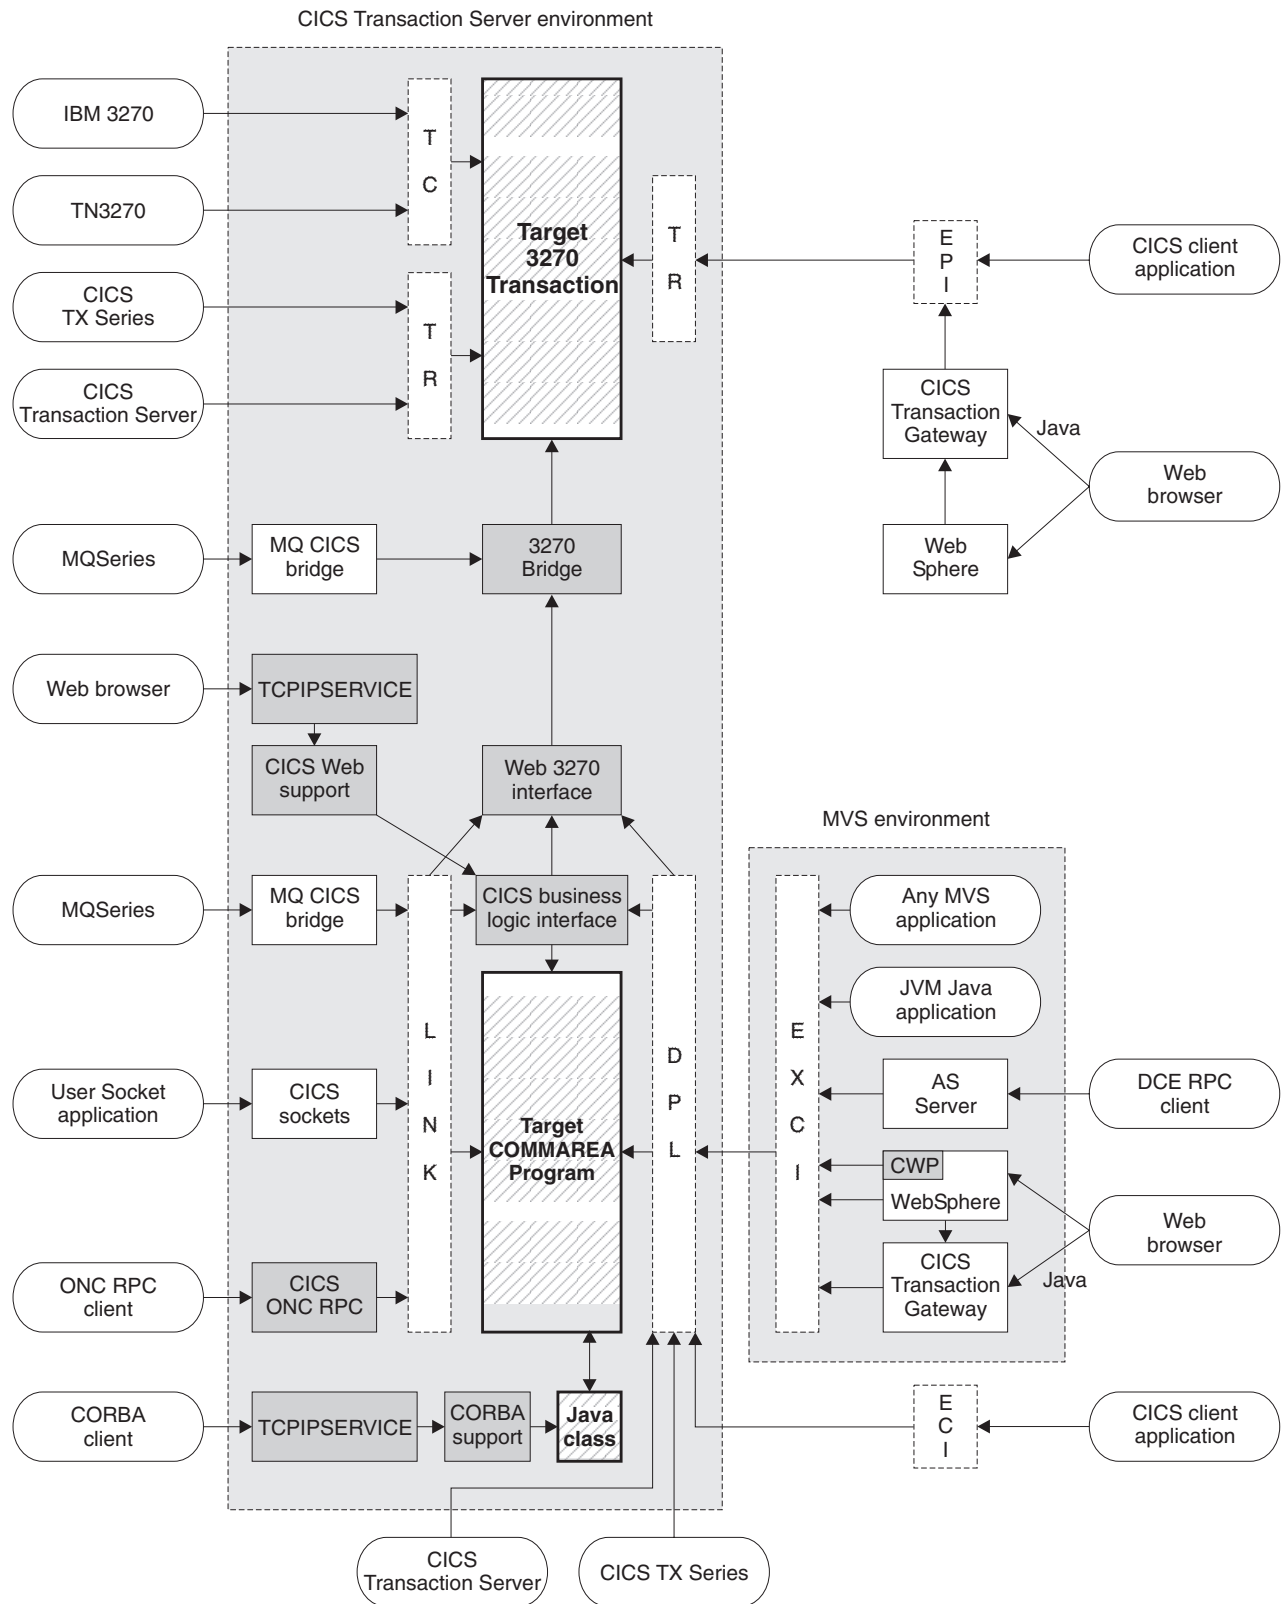 CICS Transaction Server environment
IBM 3270
TN3270
CICS
TX Series
CICS
Transaction Server
T
C
T
R
Target
3270
Transaction
T
R
E
P
I
CICS client
application
CICS
Transaction
Gateway
Java
Web
browser
Web
Sphere
MQSeries
MQ CICS
bridge
3270
Bridge
Web browser
TCPIPSERVICE
CICS Web
support
Web 3270
interface
MVS environment
MQSeries
MQ CICS
bridge
CICS business
logic interface
Any MVS
application
JVM Java
application
L
I
N
K
D
P
L
E
X
C
I
User Socket
application
CICS
sockets
Target
COMMAREA
Program
AS
Server
DCE RPC
client
CWP
WebSphere
Web
browser
CICS
Transaction
Gateway
Java
ONC RPC
client
CICS
ONC RPC
CORBA
client
TCPIPSERVICE
CORBA
support
Java
class
E
C
I
CICS client
application
CICS
Transaction Server
CICS TX Series